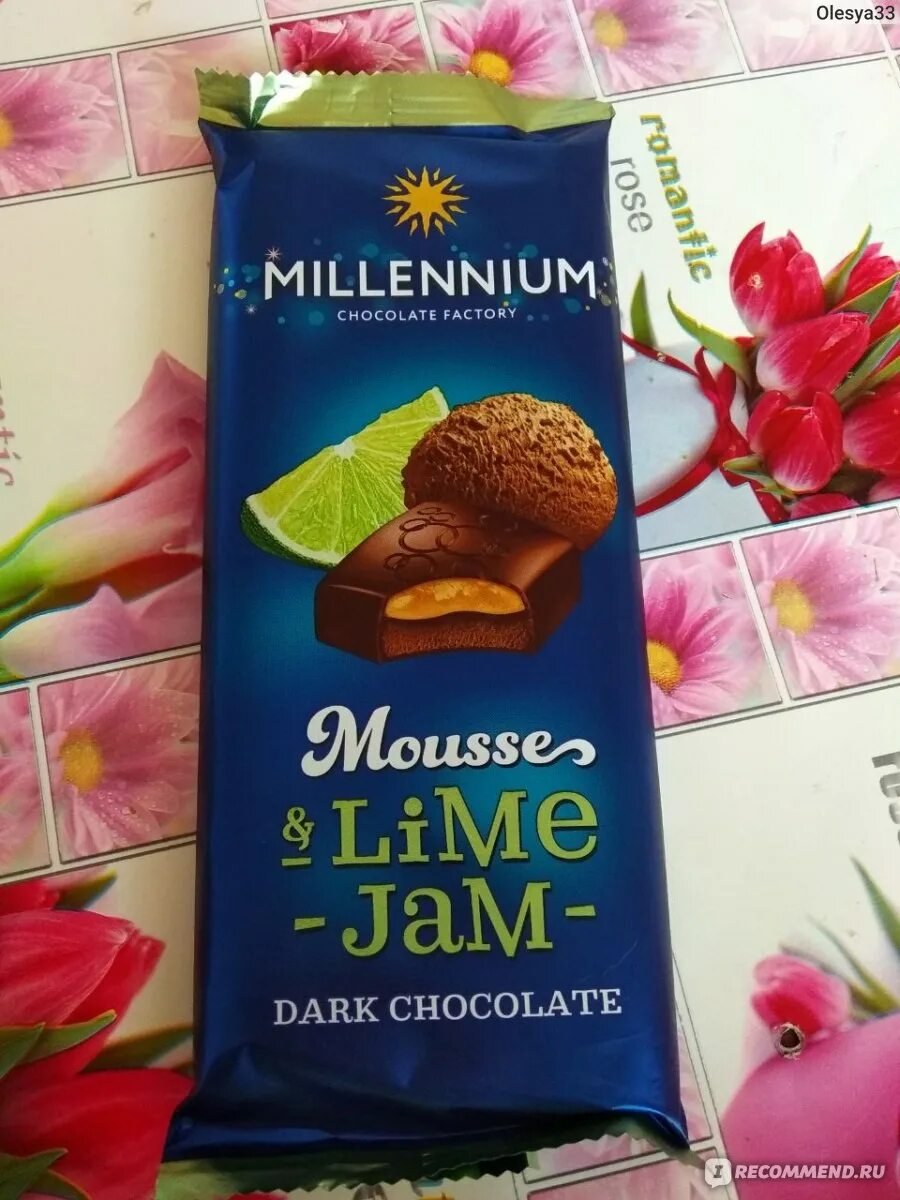 Olesya33
romantic
rose
MILLENNIUM
CHOCOLATE FACTORY
Mousse
& LiMe
- JaM -
DARK CHOCOLATE
I RECOMMEND.RU